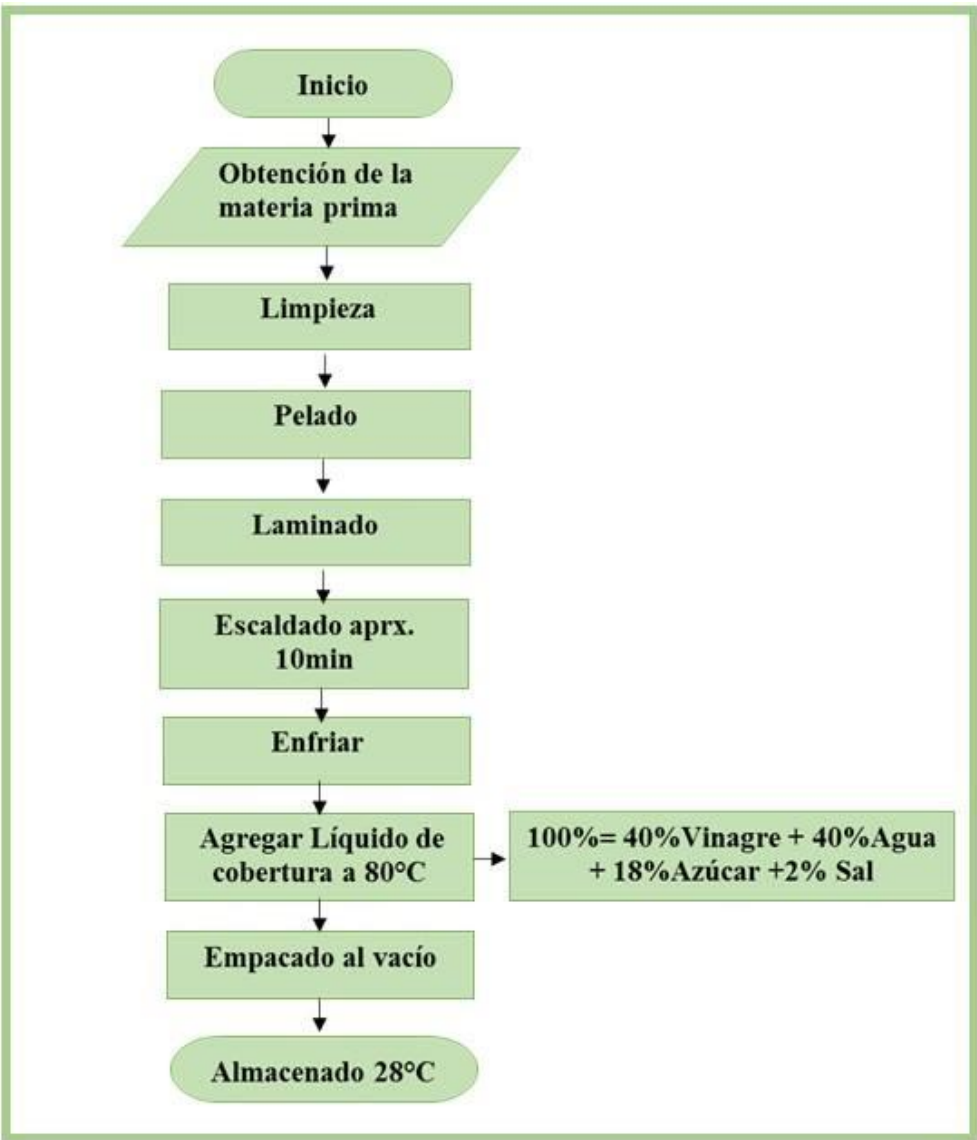 Inicio
Obtención de la
materia prima
Limpieza
Pelado
Laminado
Escaldado aprx.
10min
Enfriar
Agregar Líquido de
cobertura a 80°C
100%= 40%Vinagre + 40%Agua
+ 18%Azúcar +2% Sal
Empacado al vacío
Almacenado 28°C